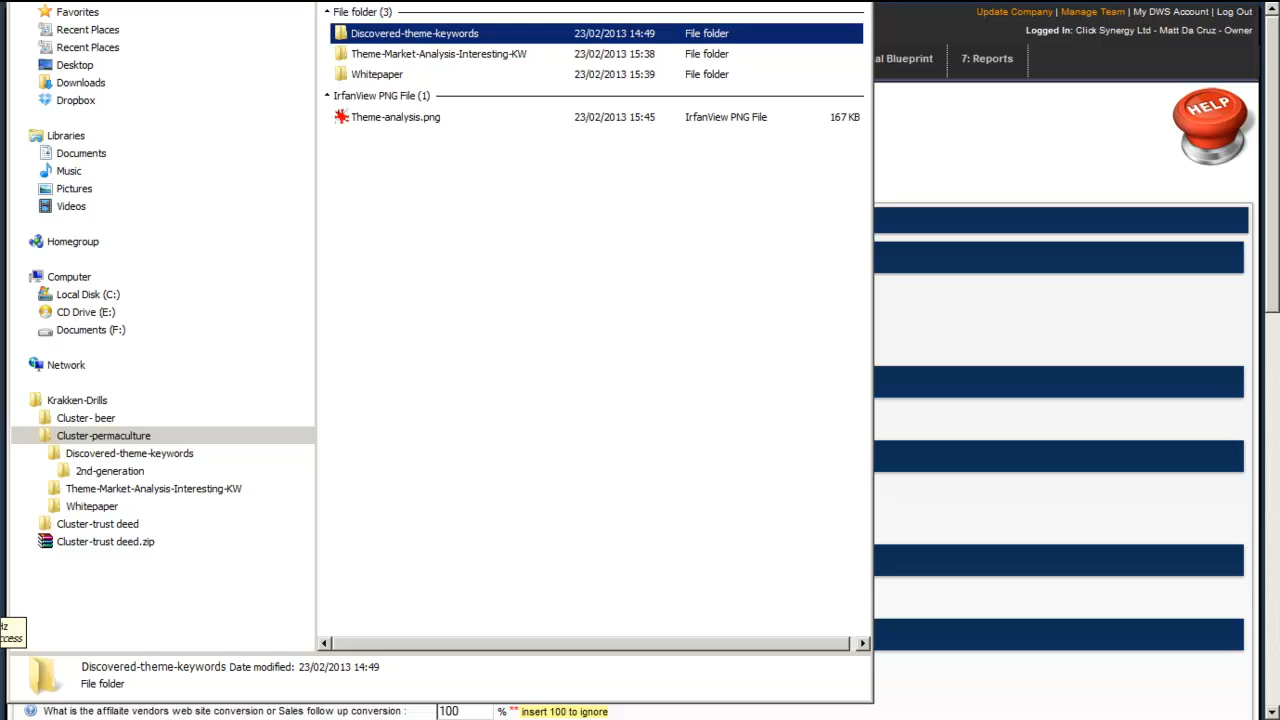 Favorites
Recent Places
Recent Places
Desktop
Downloads
Dropbox
Libraries
Documents
Music
Pictures
Videos
Homegroup
Computer
Local Disk (C:)
CD Drive (E:)
Documents (F:)
Network
Krakken-Drills
Cluster- beer
Cluster-permaculture
Discovered-theme-keywords
2nd-generation
Theme-Market-Analysis-Interesting-KW
Whitepaper
Cluster-trust deed
Cluster-trust deed.zip
File folder (3)
Discovered-theme-keywords 23/02/2013 14:49 File folder
Theme-Market-Analysis-Interesting-KW 23/02/2013 15:38 File folder
Whitepaper 23/02/2013 15:39 File folder
IrfanView PNG File (1)
Theme-analysis.png 23/02/2013 15:45 IrfanView PNG File 167 KB
Update Company | Manage Team | My DWS Account | Log Out
Logged In: Click Synergy Ltd - Matt Da Cruz - Owner
al Blueprint 7: Reports
HELP
Hz
ccess
Discovered-theme-keywords Date modified: 23/02/2013 14:49
File folder
What is the affilaite vendors web site conversion or Sales follow up conversion : 100 % ** insert 100 to ignore